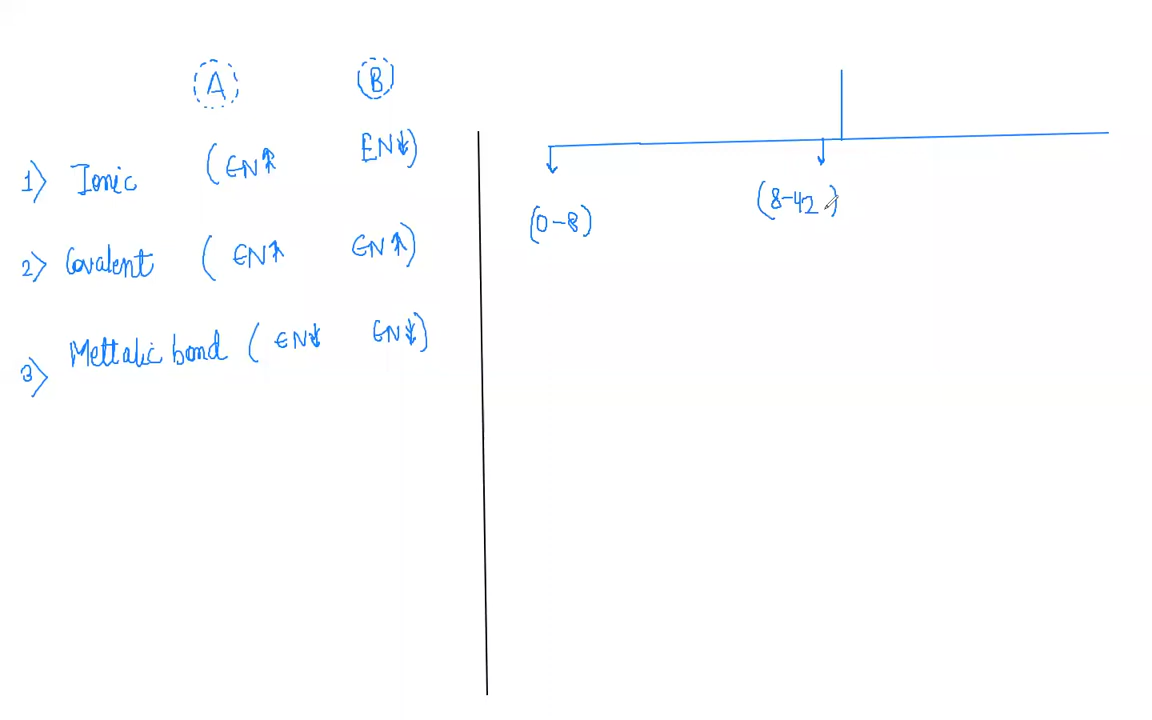 A B
1) Ionic (EN↑ EN↓)
2) Covalent (EN↑ EN↑)
3) Mettalic bond (EN↓ EN↓)
(0-8) (8-42)